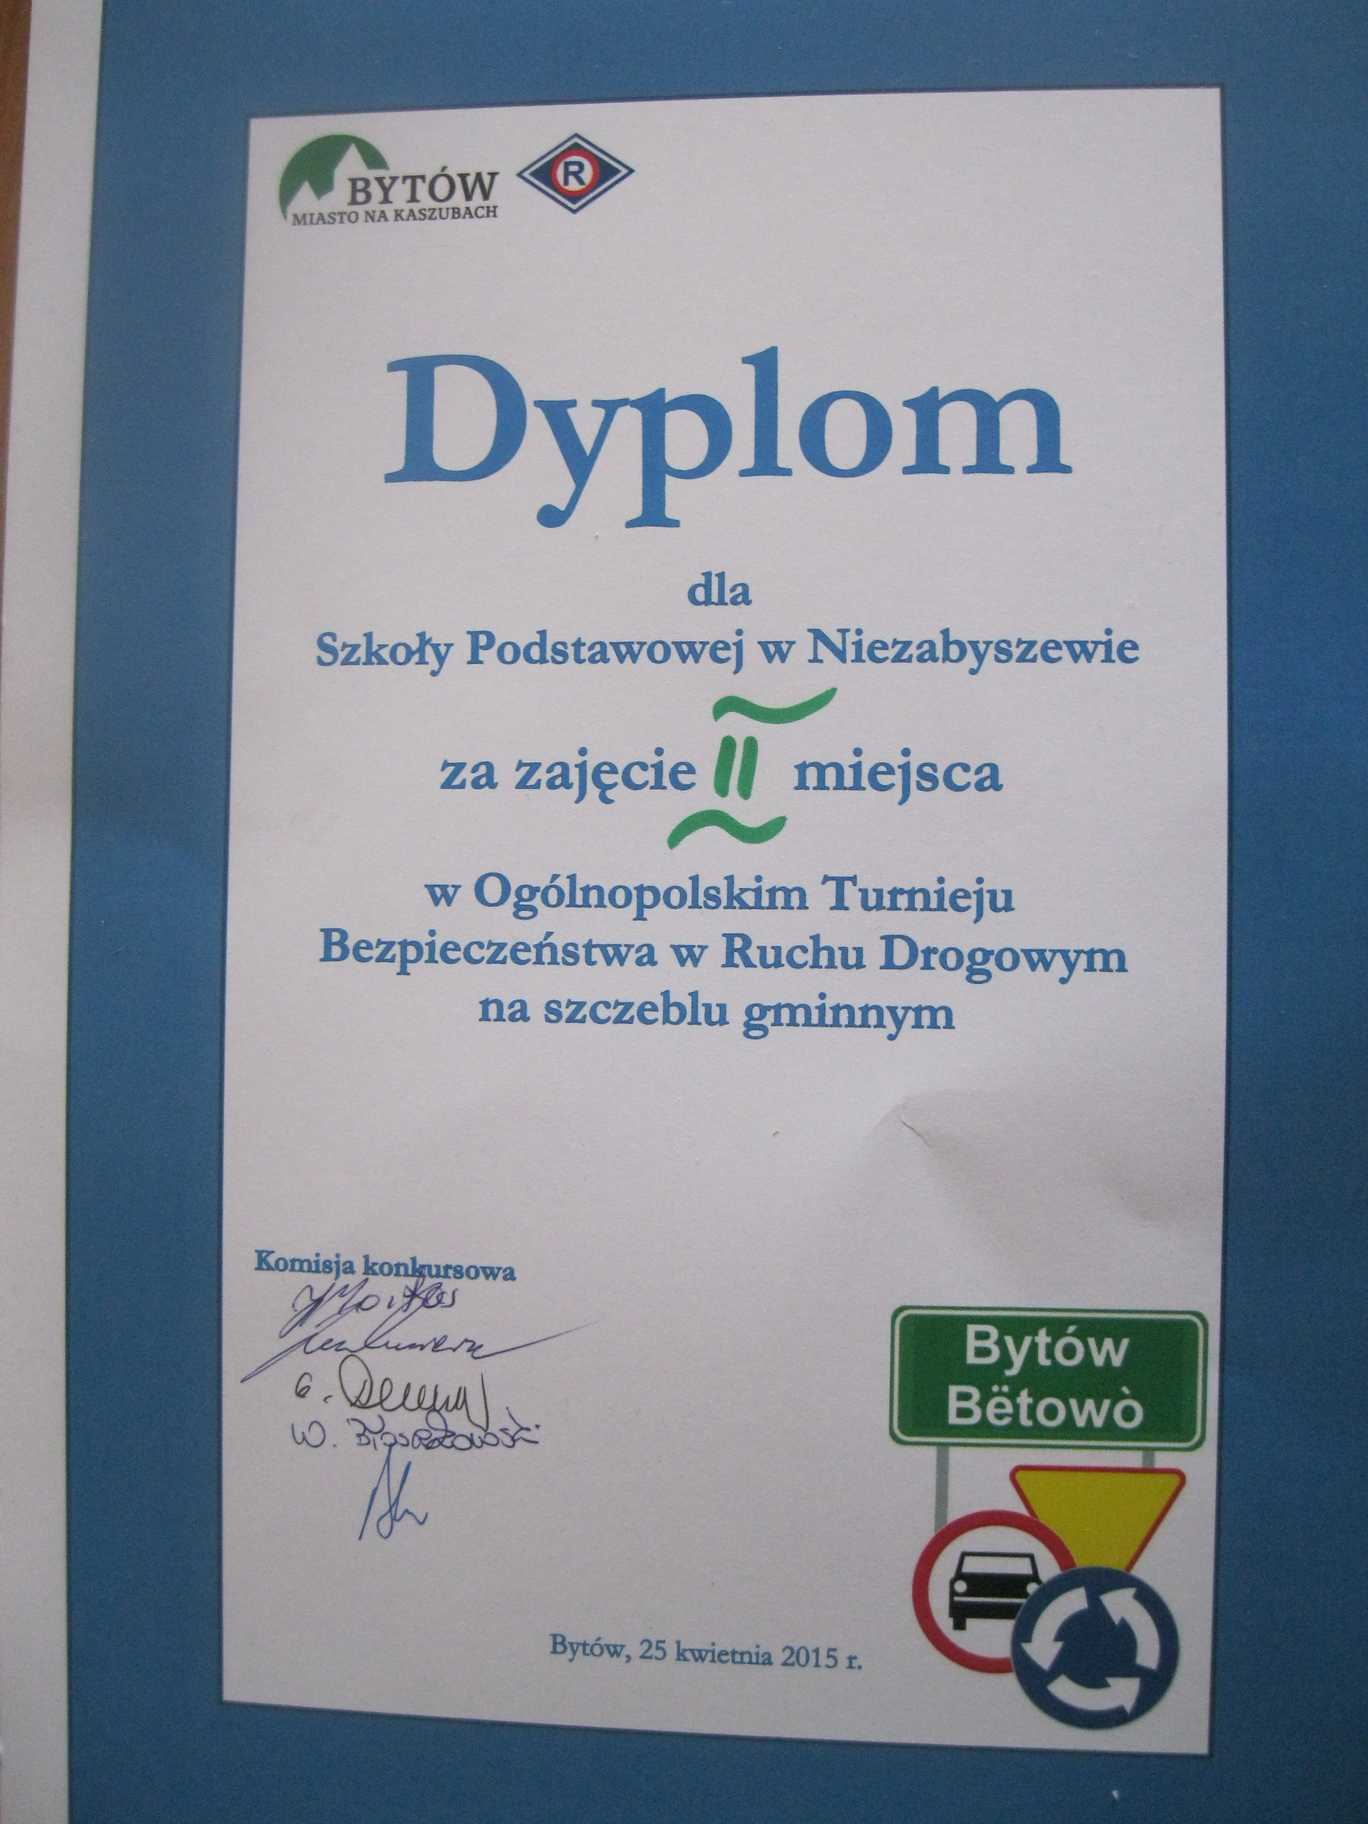 BYTÓW
MIASTO NA KASZUBACH
R
Dyplom
dla
Szkoły Podstawowej w Niezabyszewie
za zajęcie II miejsca
w Ogólnopolskim Turnieju
Bezpieczeństwa w Ruchu Drogowym
na szczeblu gminnym
Komisja konkursowa
G.
W.
Bytów
Bëtowò
Bytów, 25 kwietnia 2015 r.